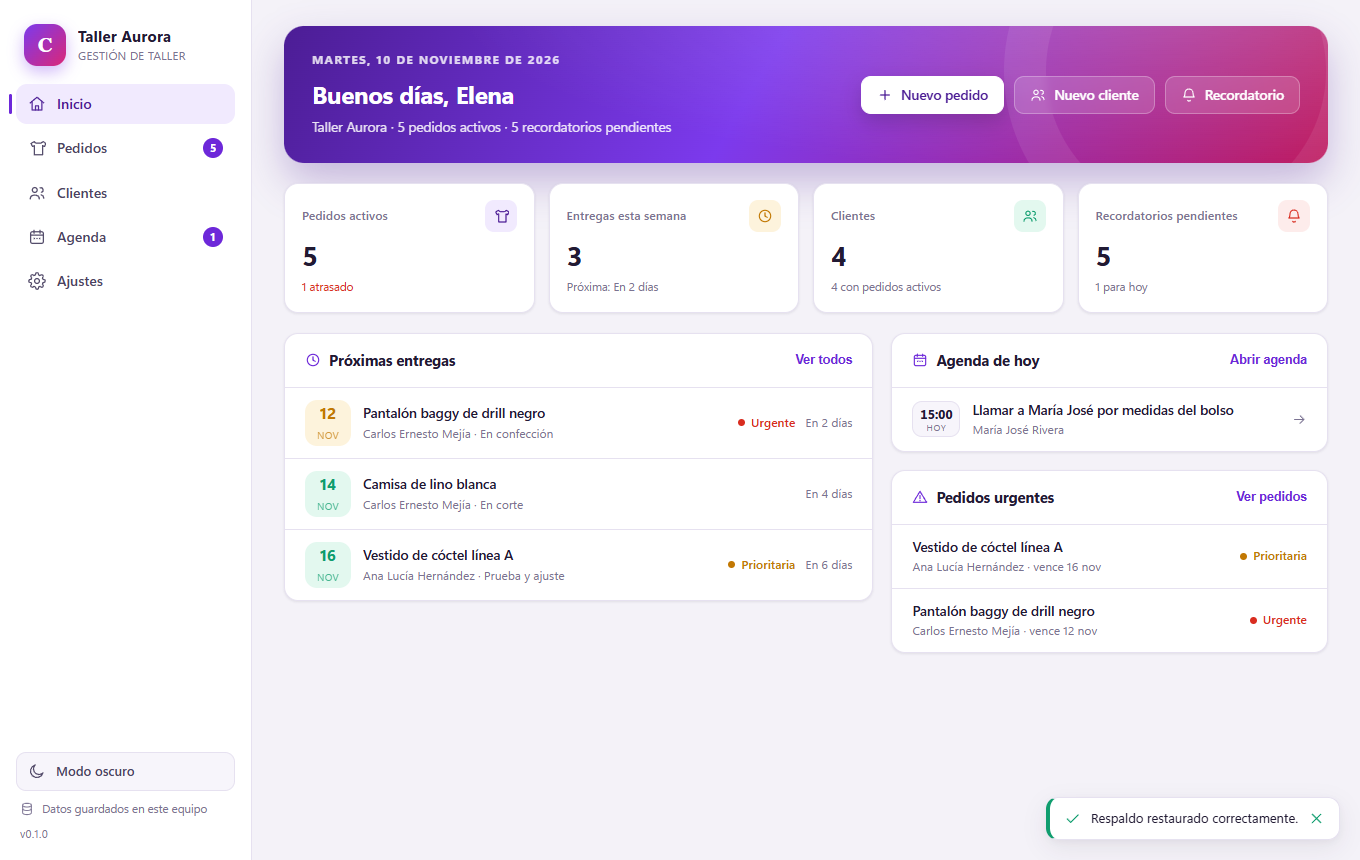 C
Taller Aurora
GESTIÓN DE TALLER
Inicio
Pedidos 5
Clientes
Agenda 1
Ajustes
Modo oscuro
Datos guardados en este equipo
v0.1.0
MARTES, 10 DE NOVIEMBRE DE 2026
Buenos días, Elena
Taller Aurora · 5 pedidos activos · 5 recordatorios pendientes
Nuevo pedido
Nuevo cliente
Recordatorio
Pedidos activos
5
1 atrasado
Entregas esta semana
3
Próxima: En 2 días
Clientes
4
4 con pedidos activos
Recordatorios pendientes
5
1 para hoy
Próximas entregas
Ver todos
12 NOV
Pantalón baggy de drill negro
Carlos Ernesto Mejía · En confección
Urgente
En 2 días
14 NOV
Camisa de lino blanca
Carlos Ernesto Mejía · En corte
En 4 días
16 NOV
Vestido de cóctel línea A
Ana Lucía Hernández · Prueba y ajuste
Prioritaria
En 6 días
Agenda de hoy
Abrir agenda
15:00
HOY
Llamar a María José por medidas del bolso
María José Rivera
Pedidos urgentes
Ver pedidos
Vestido de cóctel línea A
Ana Lucía Hernández · vence 16 nov
Prioritaria
Pantalón baggy de drill negro
Carlos Ernesto Mejía · vence 12 nov
Urgente
Respaldo restaurado correctamente.